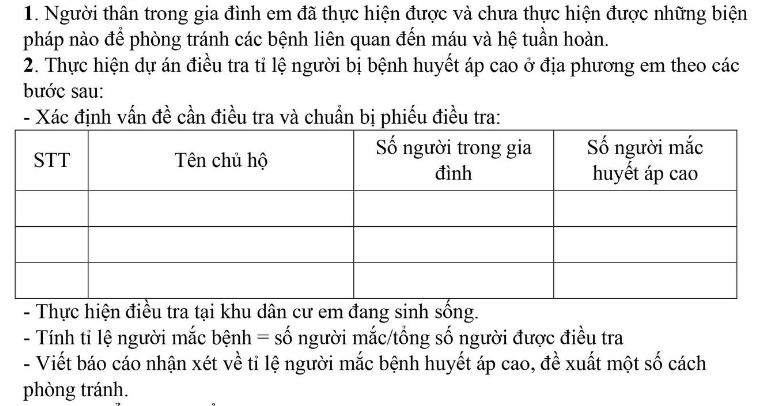 1. Người thân trong gia đình em đã thực hiện được và chưa thực hiện được những biện
pháp nào để phòng tránh các bệnh liên quan đến máu và hệ tuần hoàn.
2. Thực hiện dự án điều tra tỉ lệ người bị bệnh huyết áp cao ở địa phương em theo các
bước sau:
- Xác định vấn đề cần điều tra và chuẩn bị phiếu điều tra:
STT
Tên chủ hộ
Số người trong gia
đình
Số người mắc
huyết áp cao
- Thực hiện điều tra tại khu dân cư em đang sinh sống.
- Tính tỉ lệ người mắc bệnh = số người mắc/tổng số người được điều tra
- Viết báo cáo nhận xét về tỉ lệ người mắc bệnh huyết áp cao, đề xuất một số cách
phòng tránh.